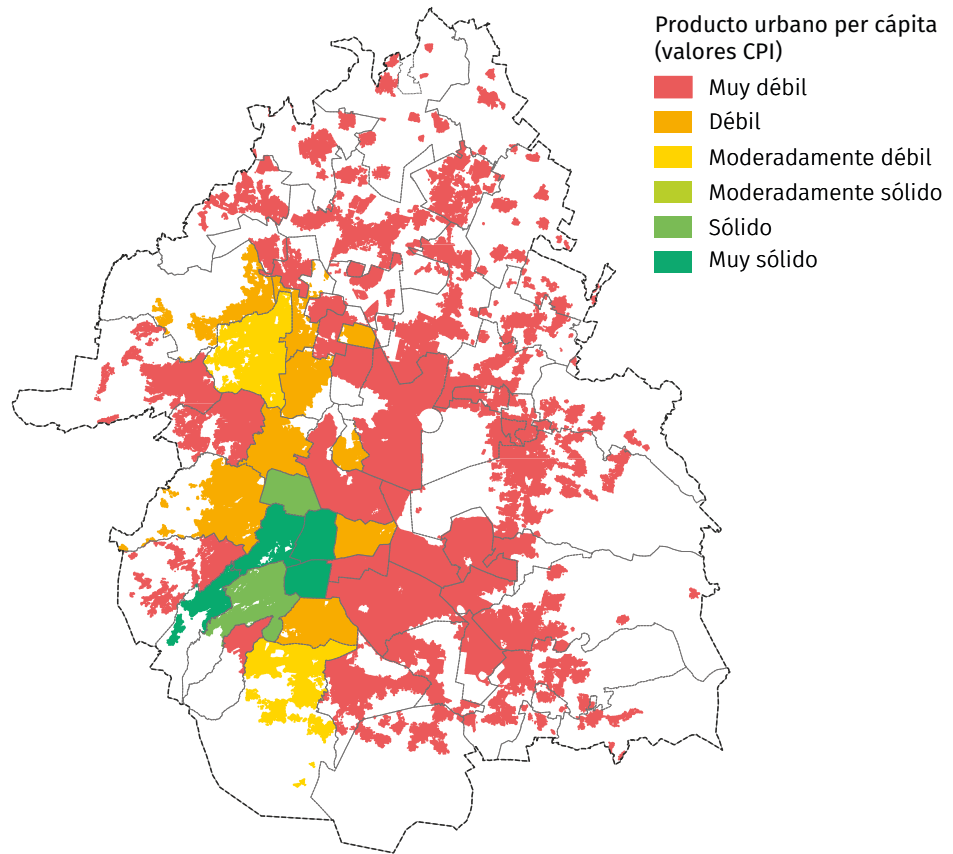 Producto urbano per cápita
(valores CPI)
Muy débil
Débil
Moderadamente débil
Moderadamente sólido
Sólido
Muy sólido